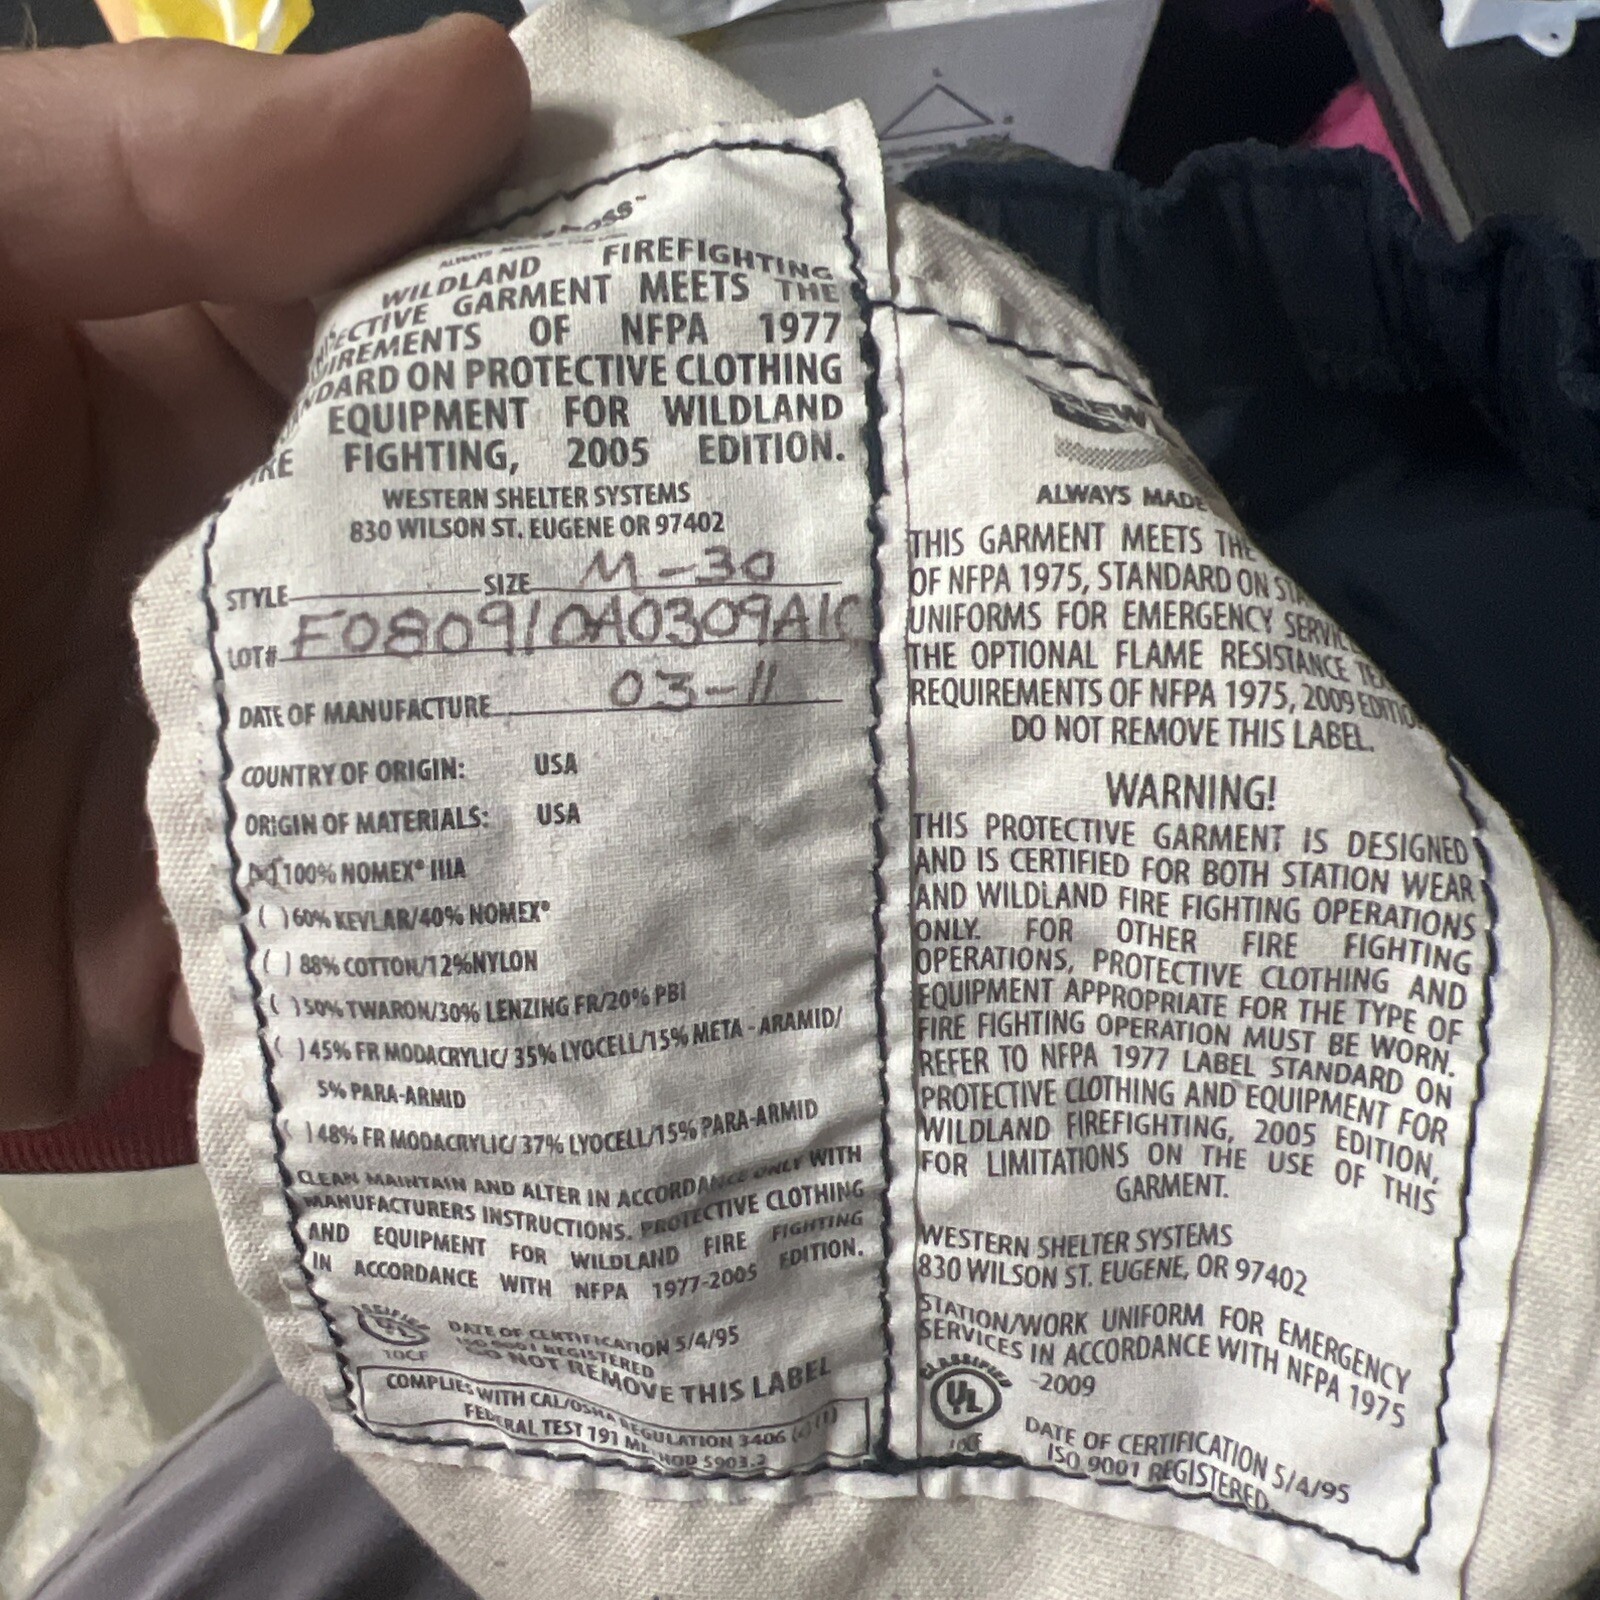 WILDLAND FIREFIGHTING
GARMENT MEETS THE
OF NFPA 1977
ON PROTECTIVE CLOTHING
EQUIPMENT FOR WILDLAND
FIGHTING, 2005 EDITION.
WESTERN SHELTER SYSTEMS
830 WILSON ST. EUGENE OR 97402
STYLE SIZE M-30
LOT#
DATE OF MANUFACTURE 03-11
COUNTRY OF ORIGIN: USA
ORIGIN OF MATERIALS: USA
100% NOMEX® IIIA
( ) 60% KEVLAR/40% NOMEX®
( ) 88% COTTON/12%NYLON
( ) 50% TWARON/30% LENZING FR/20% PBI
( ) 45% FR MODACRYLIC/ 35% LYOCELL/15% META - ARAMID/
5% PARA-ARMID
( ) 48% FR MODACRYLIC/ 37% LYOCELL/15% PARA-ARMID
CLEAN MAINTAIN AND ALTER IN ACCORDANCE ONLY WITH
MANUFACTURERS INSTRUCTIONS. PROTECTIVE CLOTHING
AND EQUIPMENT FOR WILDLAND FIRE FIGHTING
IN ACCORDANCE WITH NFPA 1977-2005 EDITION.
CLASSIFIED
UL
10CF
DATE OF CERTIFICATION 5/4/95
ISO 9001 REGISTERED
DO NOT REMOVE THIS LABEL
COMPLIES WITH CAL/OSHA REGULATION 3406 (c) (1)
FEDERAL TEST 191 METHOD 5903.2
ALWAYS MADE
THIS GARMENT MEETS THE
OF NFPA 1975, STANDARD ON
UNIFORMS FOR EMERGENCY
THE OPTIONAL FLAME RESISTANCE
REQUIREMENTS OF NFPA 1975, 2009 EDITION
DO NOT REMOVE THIS LABEL.
WARNING!
THIS PROTECTIVE GARMENT IS DESIGNED
AND IS CERTIFIED FOR BOTH STATION WEAR
AND WILDLAND FIRE FIGHTING OPERATIONS
ONLY. FOR OTHER FIRE FIGHTING
OPERATIONS, PROTECTIVE CLOTHING AND
EQUIPMENT APPROPRIATE FOR THE TYPE OF
FIRE FIGHTING OPERATION MUST BE WORN.
REFER TO NFPA 1977 LABEL STANDARD ON
PROTECTIVE CLOTHING AND EQUIPMENT FOR
WILDLAND FIREFIGHTING, 2005 EDITION,
FOR LIMITATIONS ON THE USE OF THIS
GARMENT.
WESTERN SHELTER SYSTEMS
830 WILSON ST. EUGENE, OR 97402
STATION/WORK UNIFORM FOR EMERGENCY
SERVICES IN ACCORDANCE WITH NFPA 1975
-2009
CLASSIFIED
UL
10CF
DATE OF CERTIFICATION 5/4/95
ISO 9001 REGISTERED.